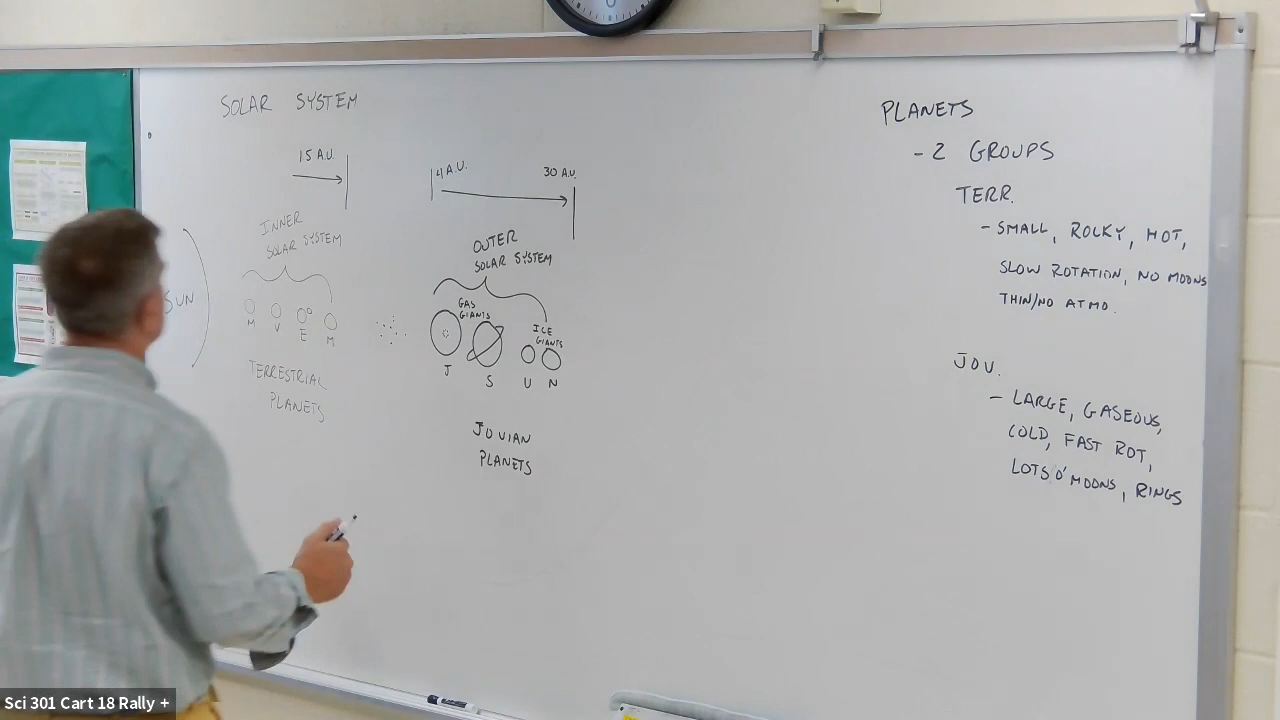 SOLAR SYSTEM
15 A.U.
4 A.U.
30 A.U.
INNER
SOLAR SYSTEM
OUTER
SOLAR SYSTEM
SUN
GAS
GIANTS
ICE
GIANTS
M V E M
J S U N
TERRESTRIAL
PLANETS
JOVIAN
PLANETS
PLANETS
- 2 GROUPS
TERR.
- SMALL, ROCKY, HOT,
SLOW ROTATION, NO MOONS
THIN/NO ATMO.
JOV.
- LARGE, GASEOUS,
COLD, FAST ROT,
LOTS O' MOONS, RINGS
Sci 301 Cart 18 Rally +